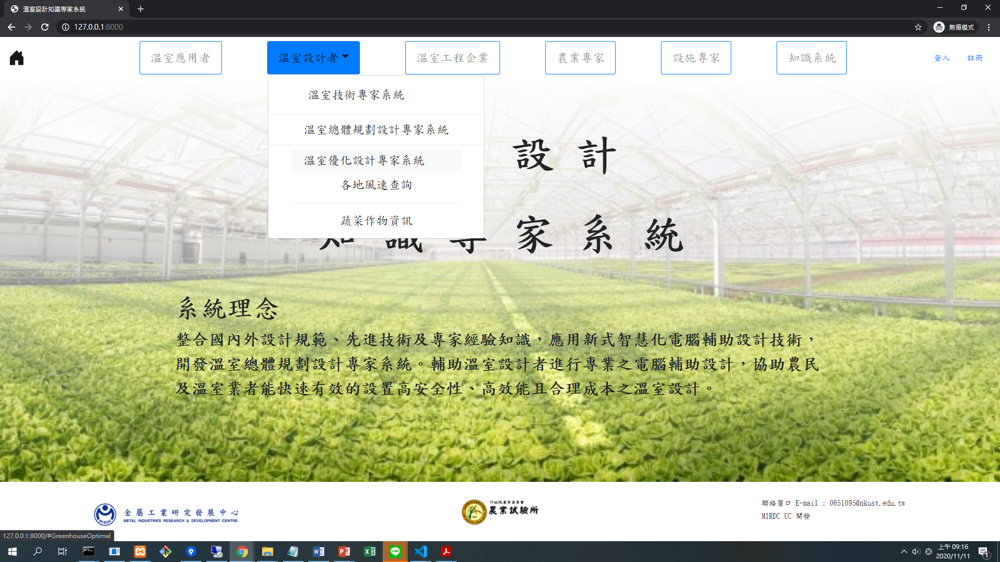 溫室設計知識專家系統
127.0.0.1:8000
無痕模式
溫室應用者
溫室設計者
溫室工程企業
農業專家
設施專家
知識系統
登入
註冊
溫室技術專家系統
溫室總體規劃設計專家系統
溫室優化設計專家系統
各地風速查詢
蔬菜作物資訊
設計
知識專家系統
系統理念
整合國內外設計規範、先進技術及專家經驗知識，應用新式智慧化電腦輔助設計技術，
開發溫室總體規劃設計專家系統。輔助溫室設計者進行專業之電腦輔助設計，協助農民
及溫室業者能快速有效的設置高安全性、高效能且合理成本之溫室設計。
MIRDC
金屬工業研究發展中心
METAL INDUSTRIES RESEARCH & DEVELOPMENT CENTRE
行政院農業委員會
農業試驗所
聯絡窗口 E-mail : 0651095@nkust.edu.tw
MIRDC UC 開發
127.0.0.1:8000/#GreenhouseOptimal
LINE
上午 09:16
2020/11/11
1